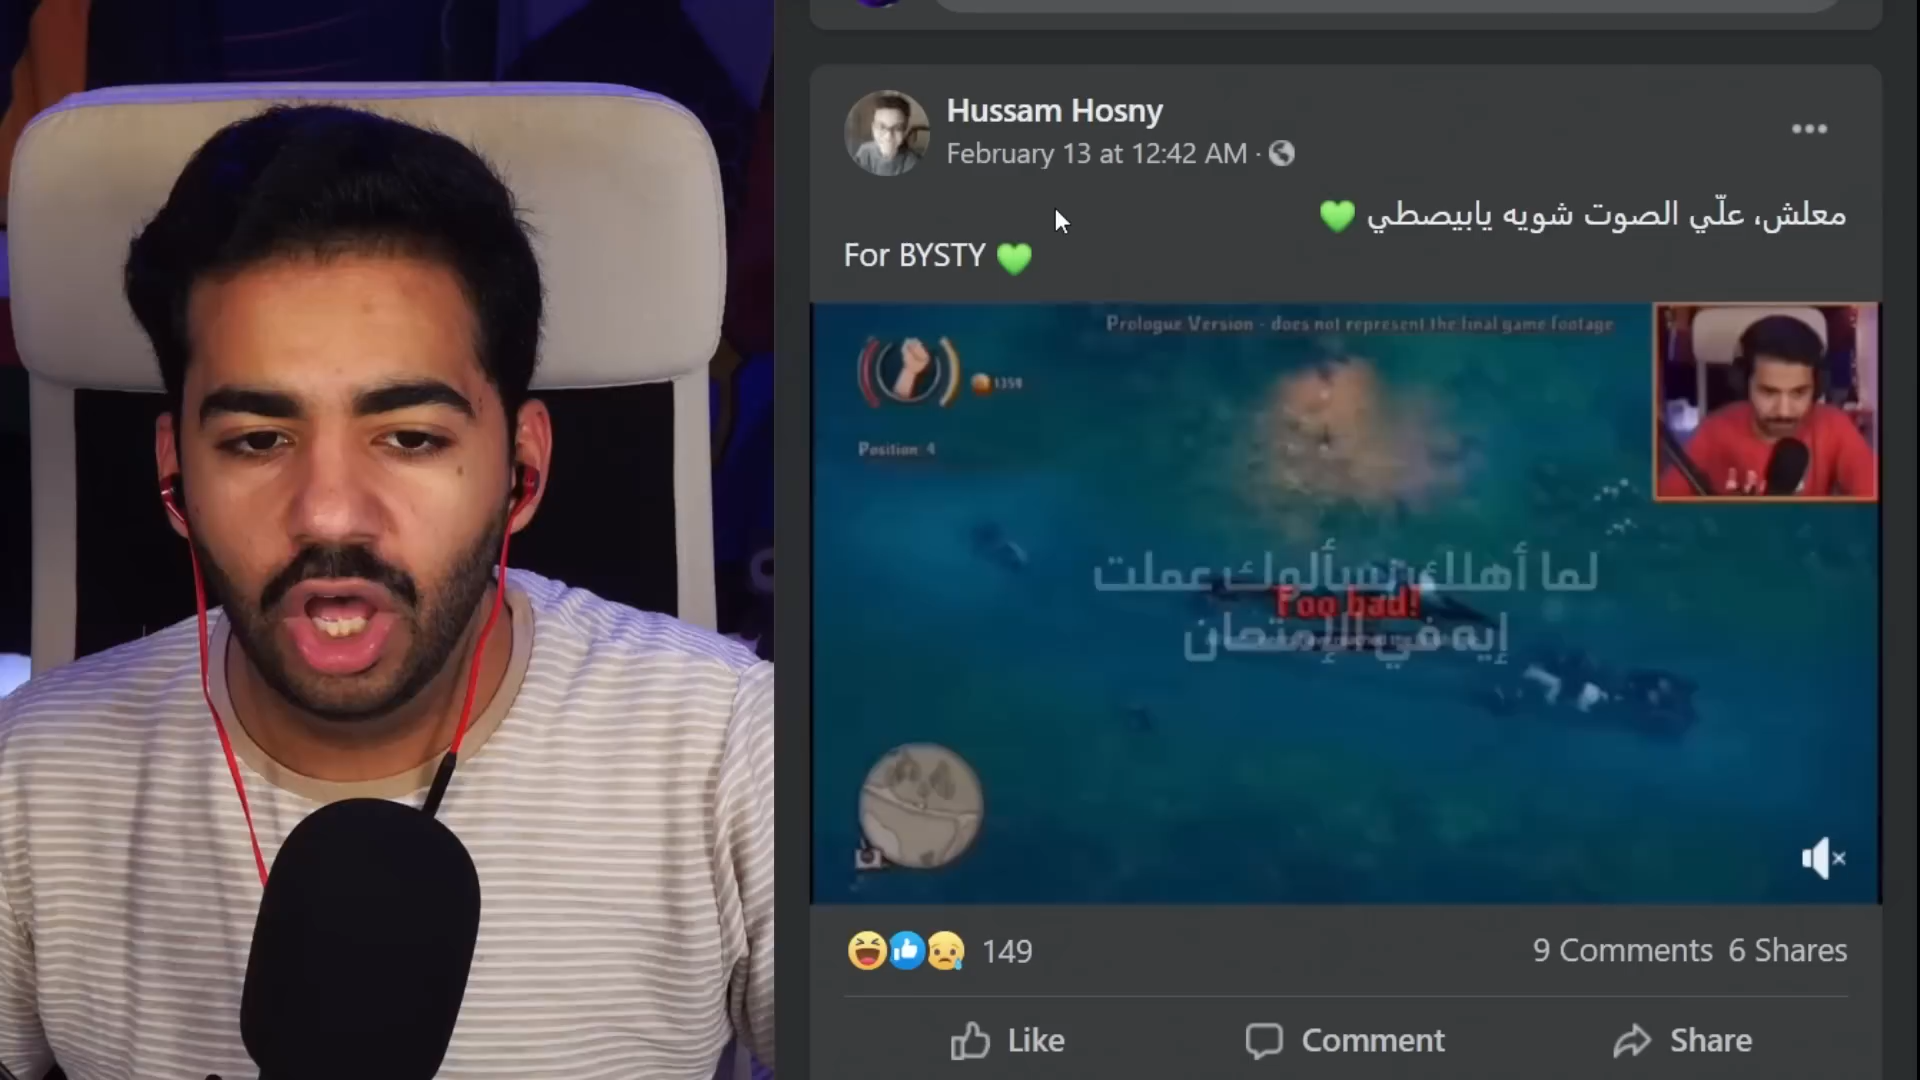 Hussam Hosny
February 13 at 12:42 AM ·
معلش، علّي الصوت شويه يابيصطي 💚
For BYSTY 💚
Prologue Version - does not represent the final game footage
1358
Position: 4
لما أهلك يسألوك عملت
Too bad!
إيه في الإمتحان
149
9 Comments 6 Shares
Like Comment Share